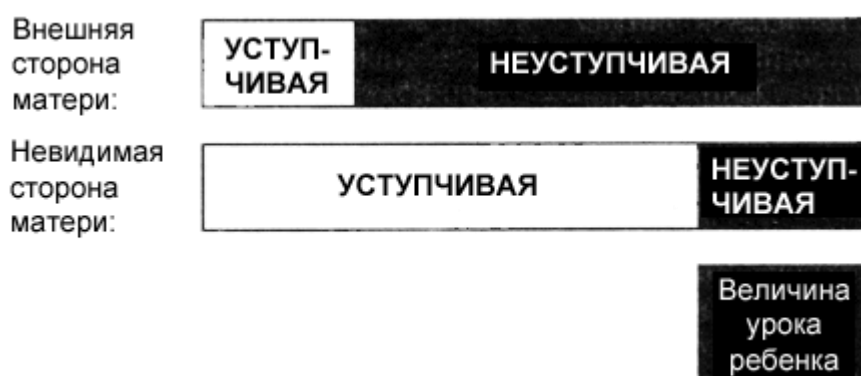 Внешняя
сторона
матери:
УСТУП-
ЧИВАЯ
НЕУСТУПЧИВАЯ
Невидимая
сторона
матери:
УСТУПЧИВАЯ
НЕУСТУП-
ЧИВАЯ
Величина
урока
ребенка